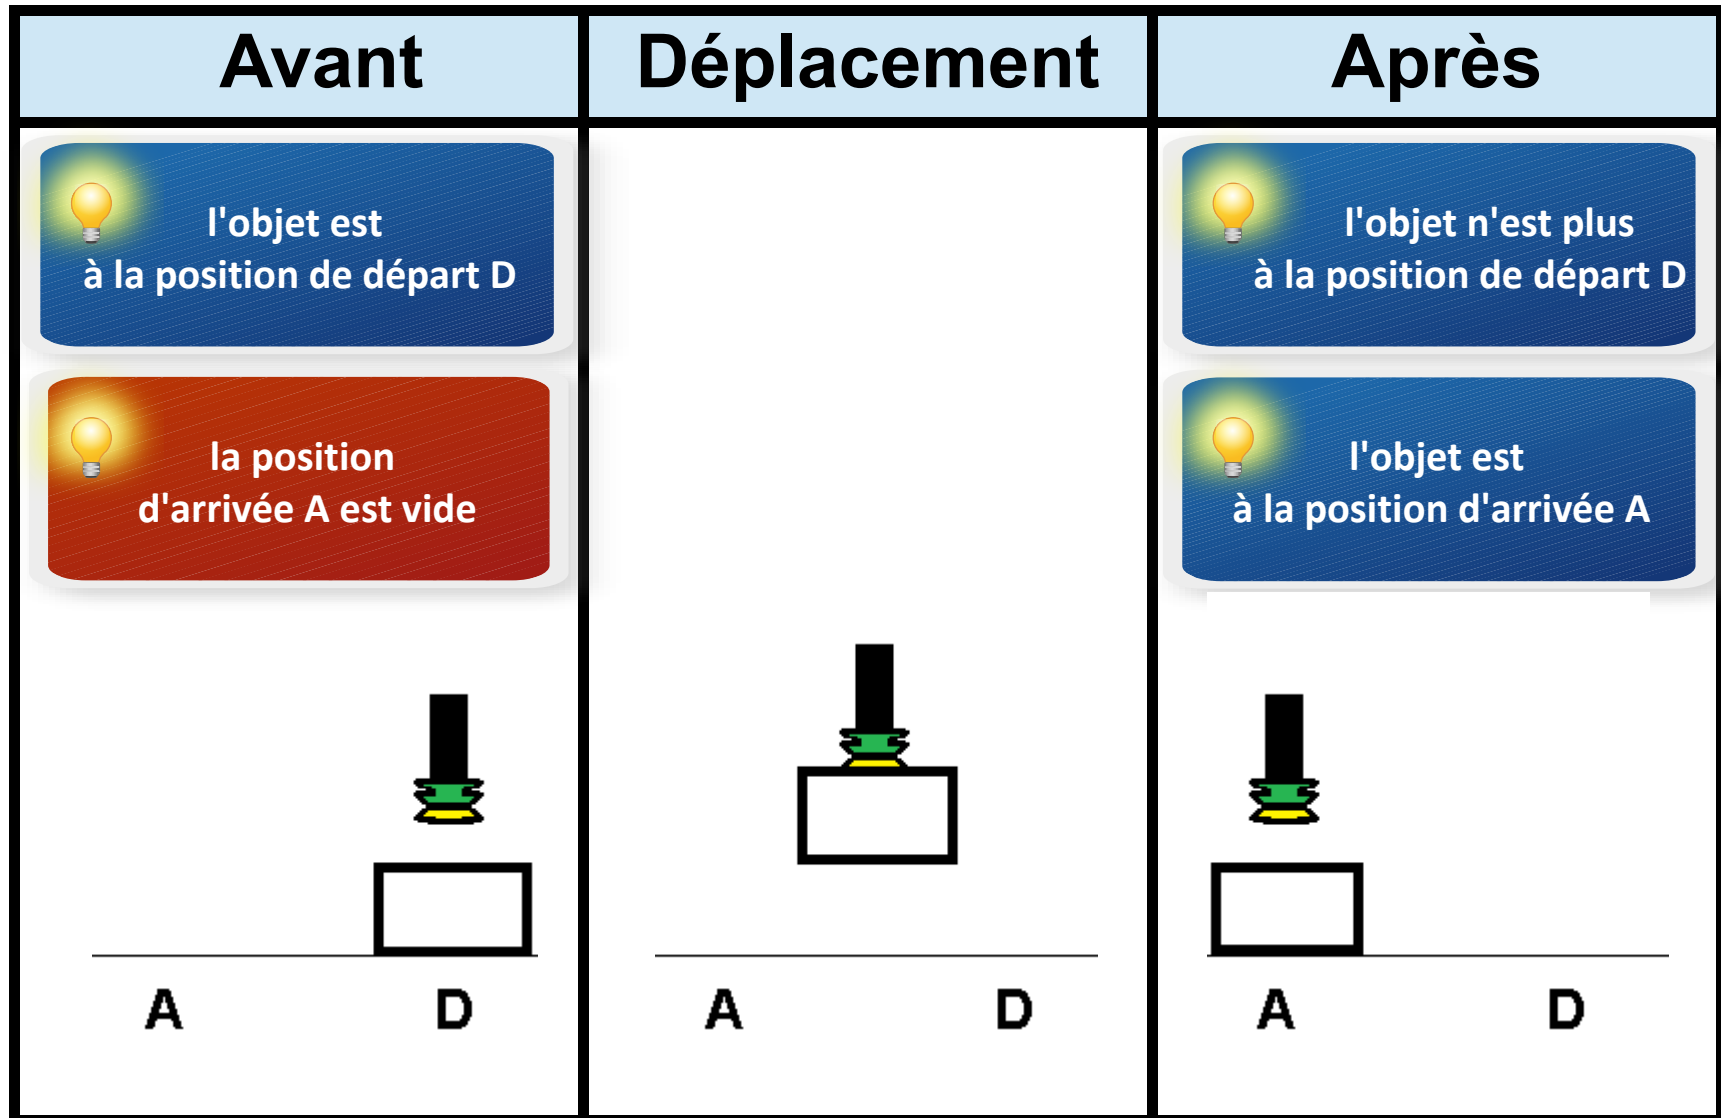 Avant
Déplacement
Après
l'objet est
à la position de départ D
la position
d'arrivée A est vide
l'objet n'est plus
à la position de départ D
l'objet est
à la position d'arrivée A
A D
A D
A D